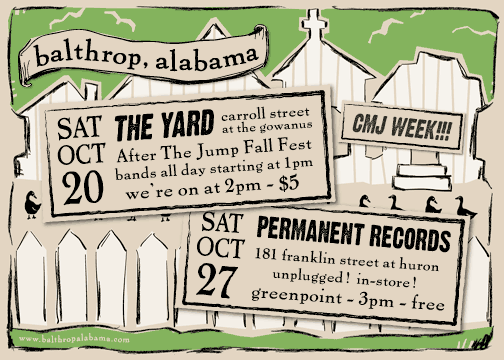 balthrop, alabama
SAT
OCT
20
THE YARD
carroll street
at the gowanus
After The Jump Fall Fest
bands all day starting at 1pm
we're on at 2pm - $5
CMJ WEEK!!!
SAT
OCT
27
PERMANENT RECORDS
181 franklin street at huron
unplugged! in-store!
greenpoint - 3pm - free
www.balthropalabama.com